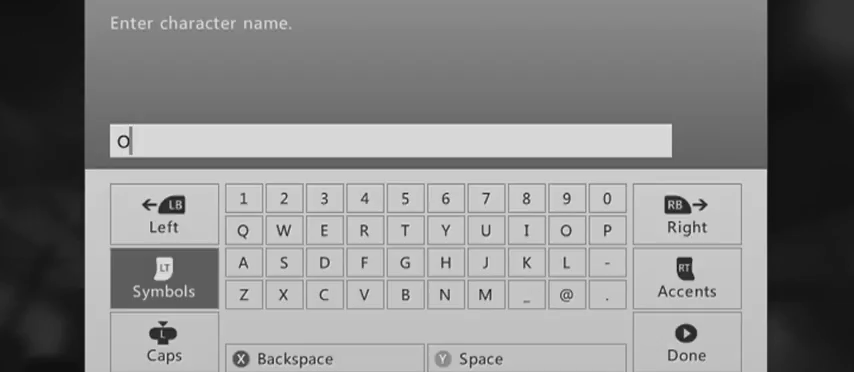 Enter character name.
O
← LB 1 2 3 4 5 6 7 8 9 0 RB →
Left Q W E R T Y U I O P Right
LT A S D F G H J K L - RT
Symbols Z X C V B N M _ @ . Accents
L
Caps X Backspace Y Space Done